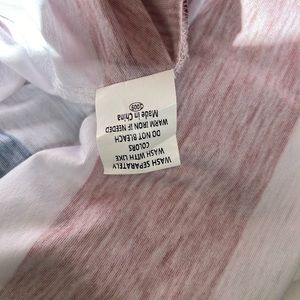 WASH SEPARATELY
WASH WITH LIKE
COLORS
DO NOT BLEACH
WARM IRON IF NEEDED
Made in China